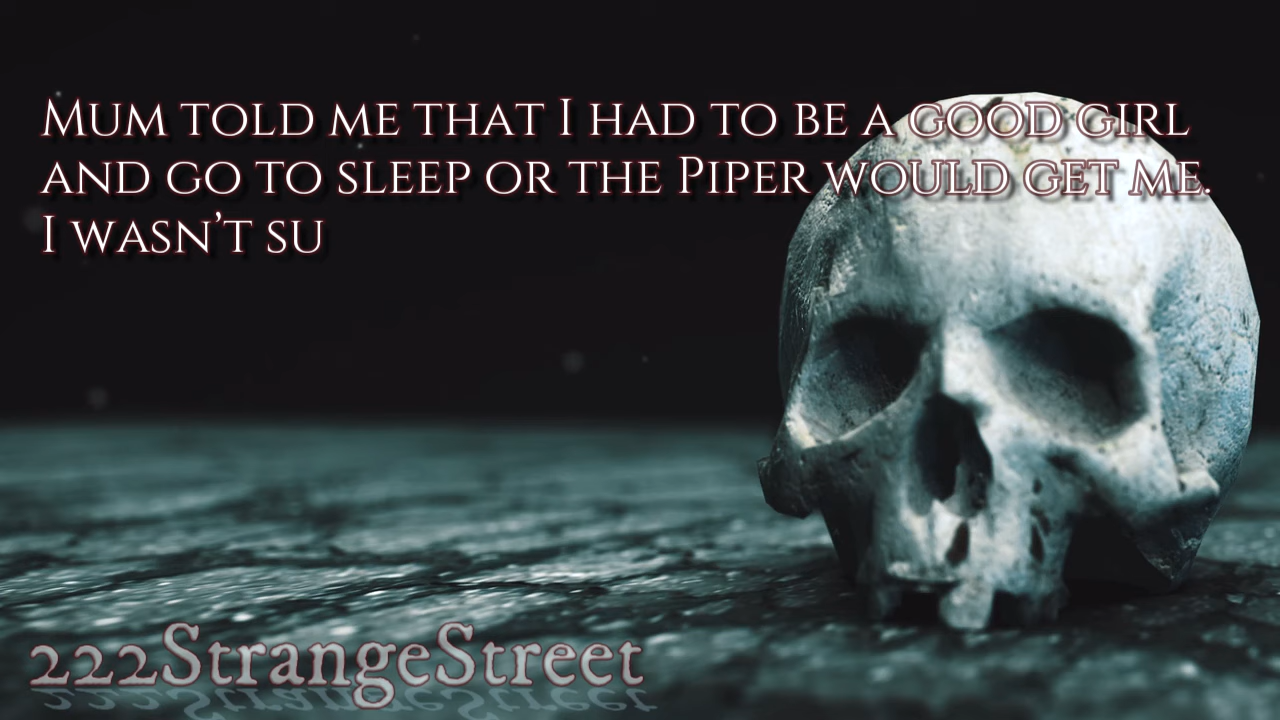 Mum told me that I had to be a good girl
and go to sleep or the Piper would get me.
I wasn’t su
222StrangeStreet